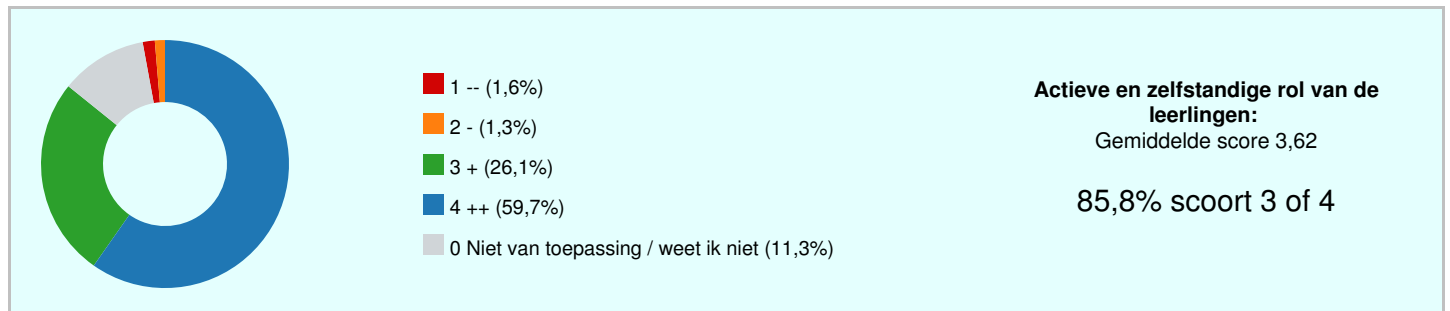 1 -- (1,6%)
2 - (1,3%)
3 + (26,1%)
4 ++ (59,7%)
0 Niet van toepassing / weet ik niet (11,3%)
Actieve en zelfstandige rol van de
leerlingen:
Gemiddelde score 3,62
85,8% scoort 3 of 4